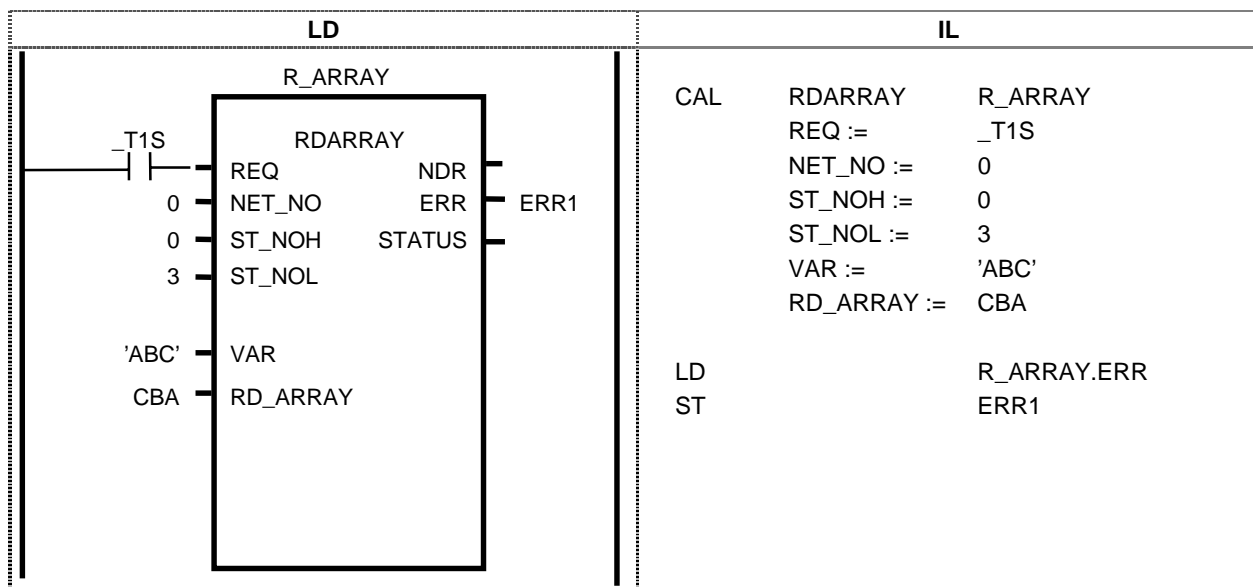 LD
IL
R_ARRAY
RDARRAY
_T1S
REQ NDR
0 NET_NO ERR ERR1
0 ST_NOH STATUS
3 ST_NOL
’ABC’ VAR
CBA RD_ARRAY
CAL RDARRAY R_ARRAY
REQ := _T1S
NET_NO := 0
ST_NOH := 0
ST_NOL := 3
VAR := ’ABC’
RD_ARRAY := CBA
LD R_ARRAY.ERR
ST ERR1